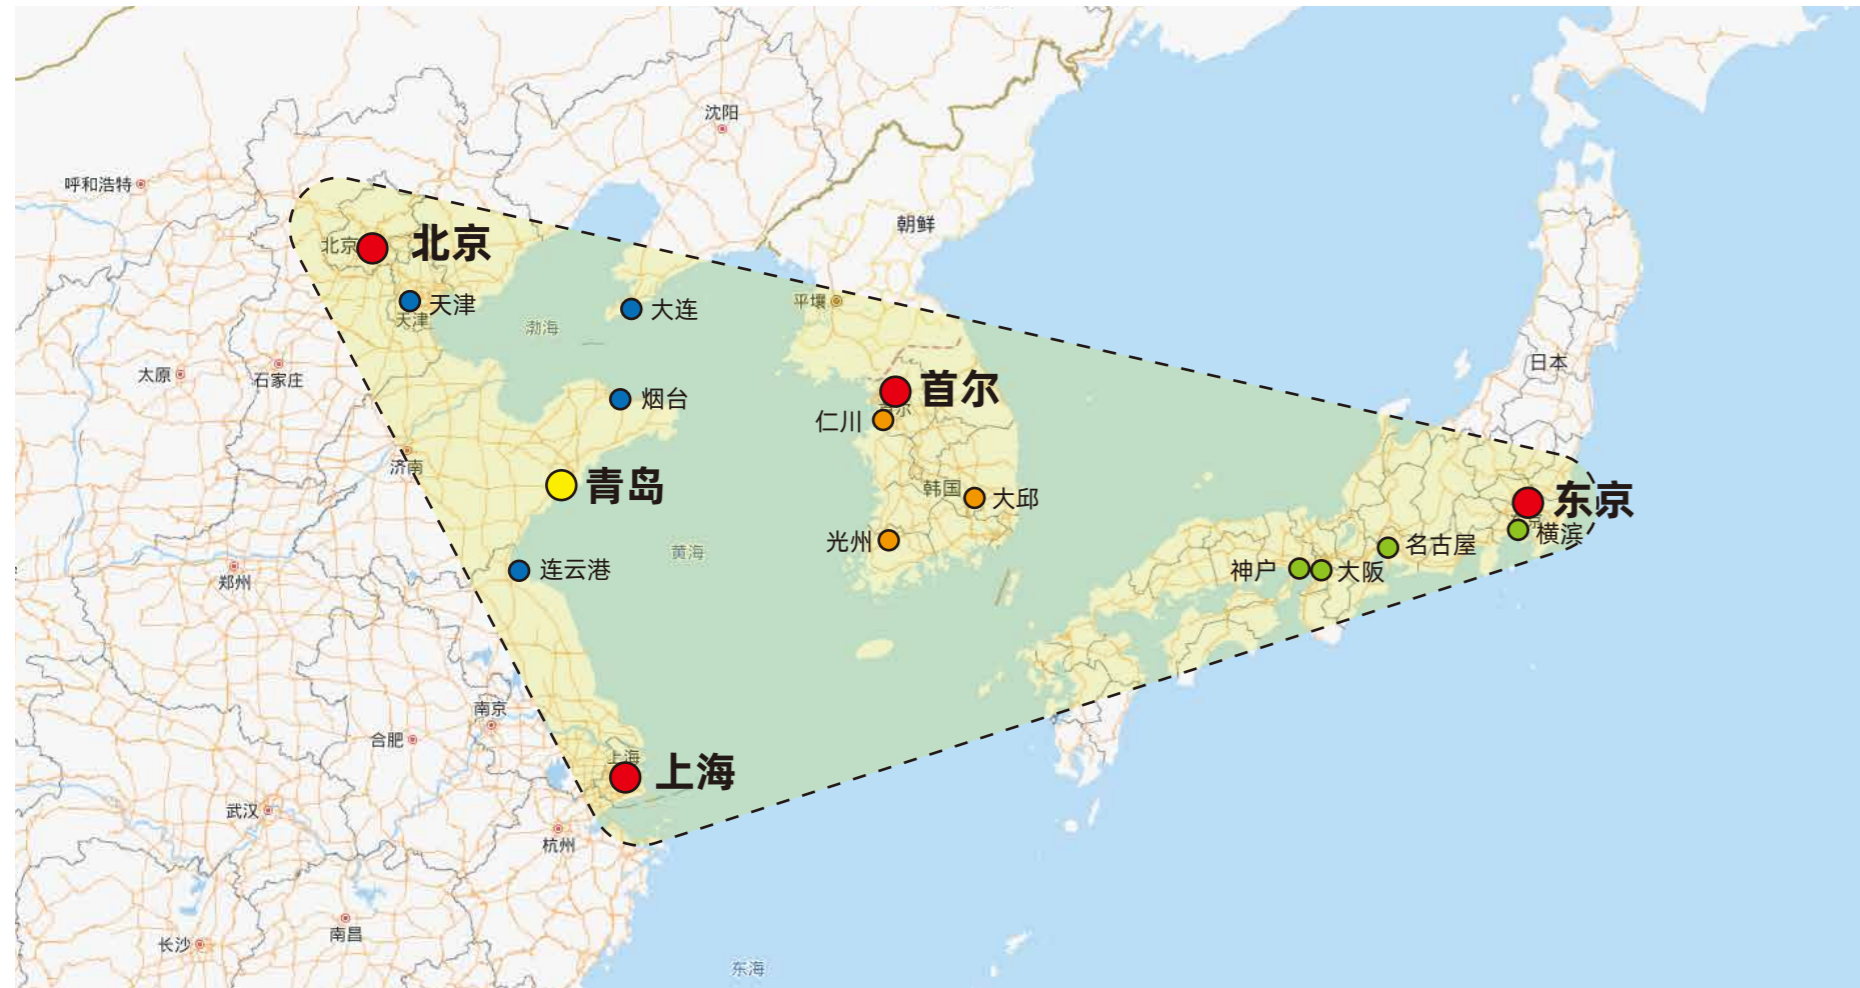 沈阳
呼和浩特
朝鲜
北京
北京
平壤
天津
天津
大连
渤海
日本
太原
石家庄
首尔
首尔
烟台
仁川
济南
青岛
韩国
大邱
东京
横滨
光州
名古屋
黄海
神户
大阪
连云港
郑州
南京
合肥
上海
上海
武汉
杭州
南昌
长沙
东海